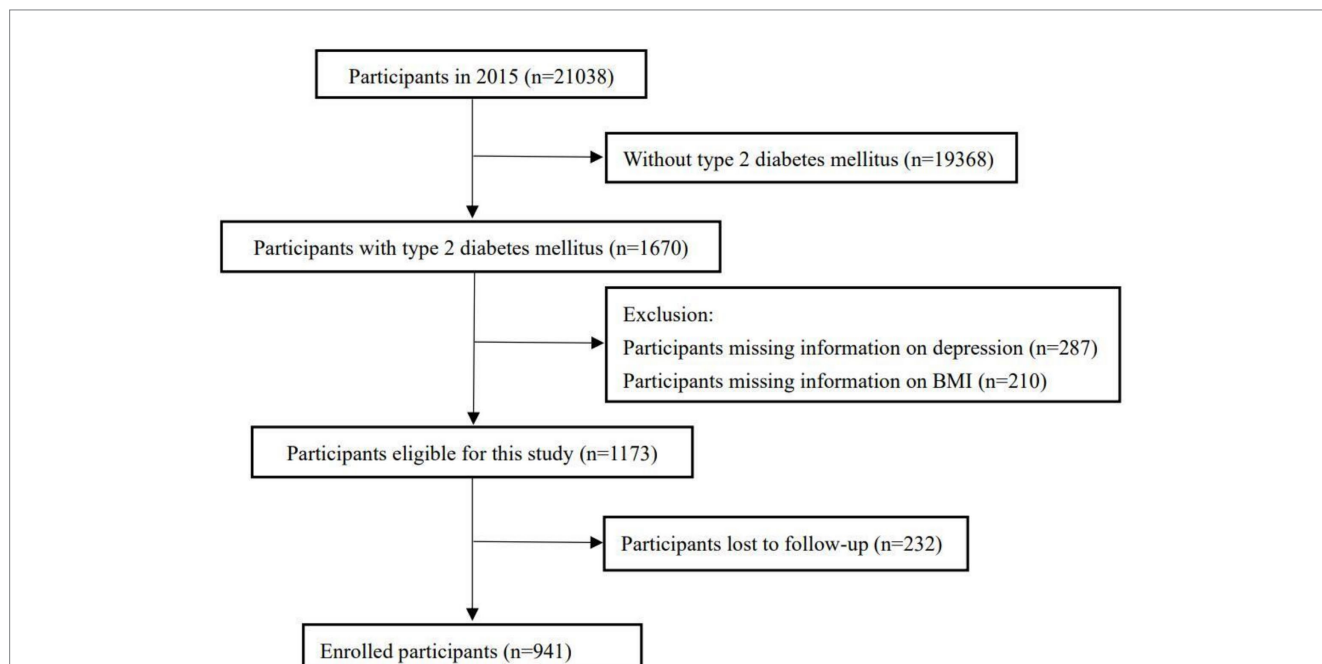 Participants in 2015 (n=21038)
Without type 2 diabetes mellitus (n=19368)
Participants with type 2 diabetes mellitus (n=1670)
Exclusion:
Participants missing information on depression (n=287)
Participants missing information on BMI (n=210)
Participants eligible for this study (n=1173)
Participants lost to follow-up (n=232)
Enrolled participants (n=941)